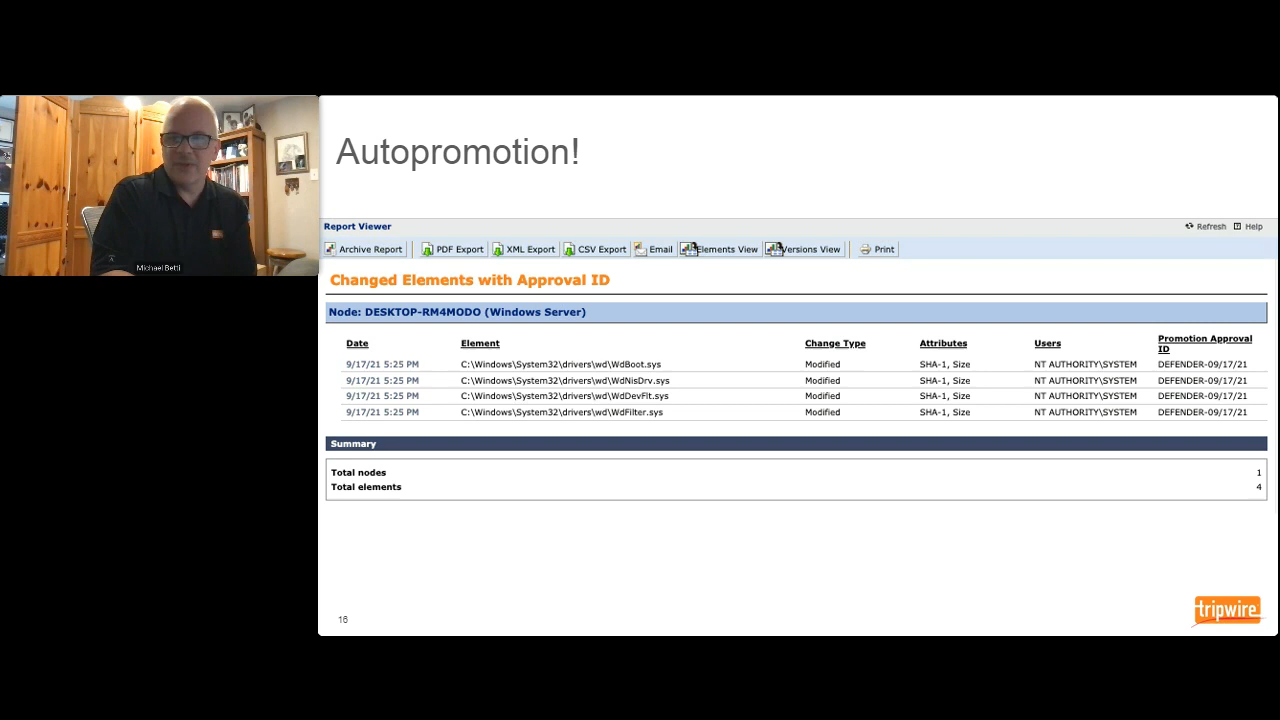 Michael Betti
Autopromotion!
Report Viewer
Refresh Help
Archive Report PDF Export XML Export CSV Export Email Elements View Versions View Print
Changed Elements with Approval ID
Node: DESKTOP-RM4MODO (Windows Server)
Date Element Change Type Attributes Users Promotion Approval ID
9/17/21 5:25 PM C:\Windows\System32\drivers\wd\WdBoot.sys Modified SHA-1, Size NT AUTHORITY\SYSTEM DEFENDER-09/17/21
9/17/21 5:25 PM C:\Windows\System32\drivers\wd\WdNisDrv.sys Modified SHA-1, Size NT AUTHORITY\SYSTEM DEFENDER-09/17/21
9/17/21 5:25 PM C:\Windows\System32\drivers\wd\WdDevFlt.sys Modified SHA-1, Size NT AUTHORITY\SYSTEM DEFENDER-09/17/21
9/17/21 5:25 PM C:\Windows\System32\drivers\wd\WdFilter.sys Modified SHA-1, Size NT AUTHORITY\SYSTEM DEFENDER-09/17/21
Summary
Total nodes 1
Total elements 4
16
tripwire